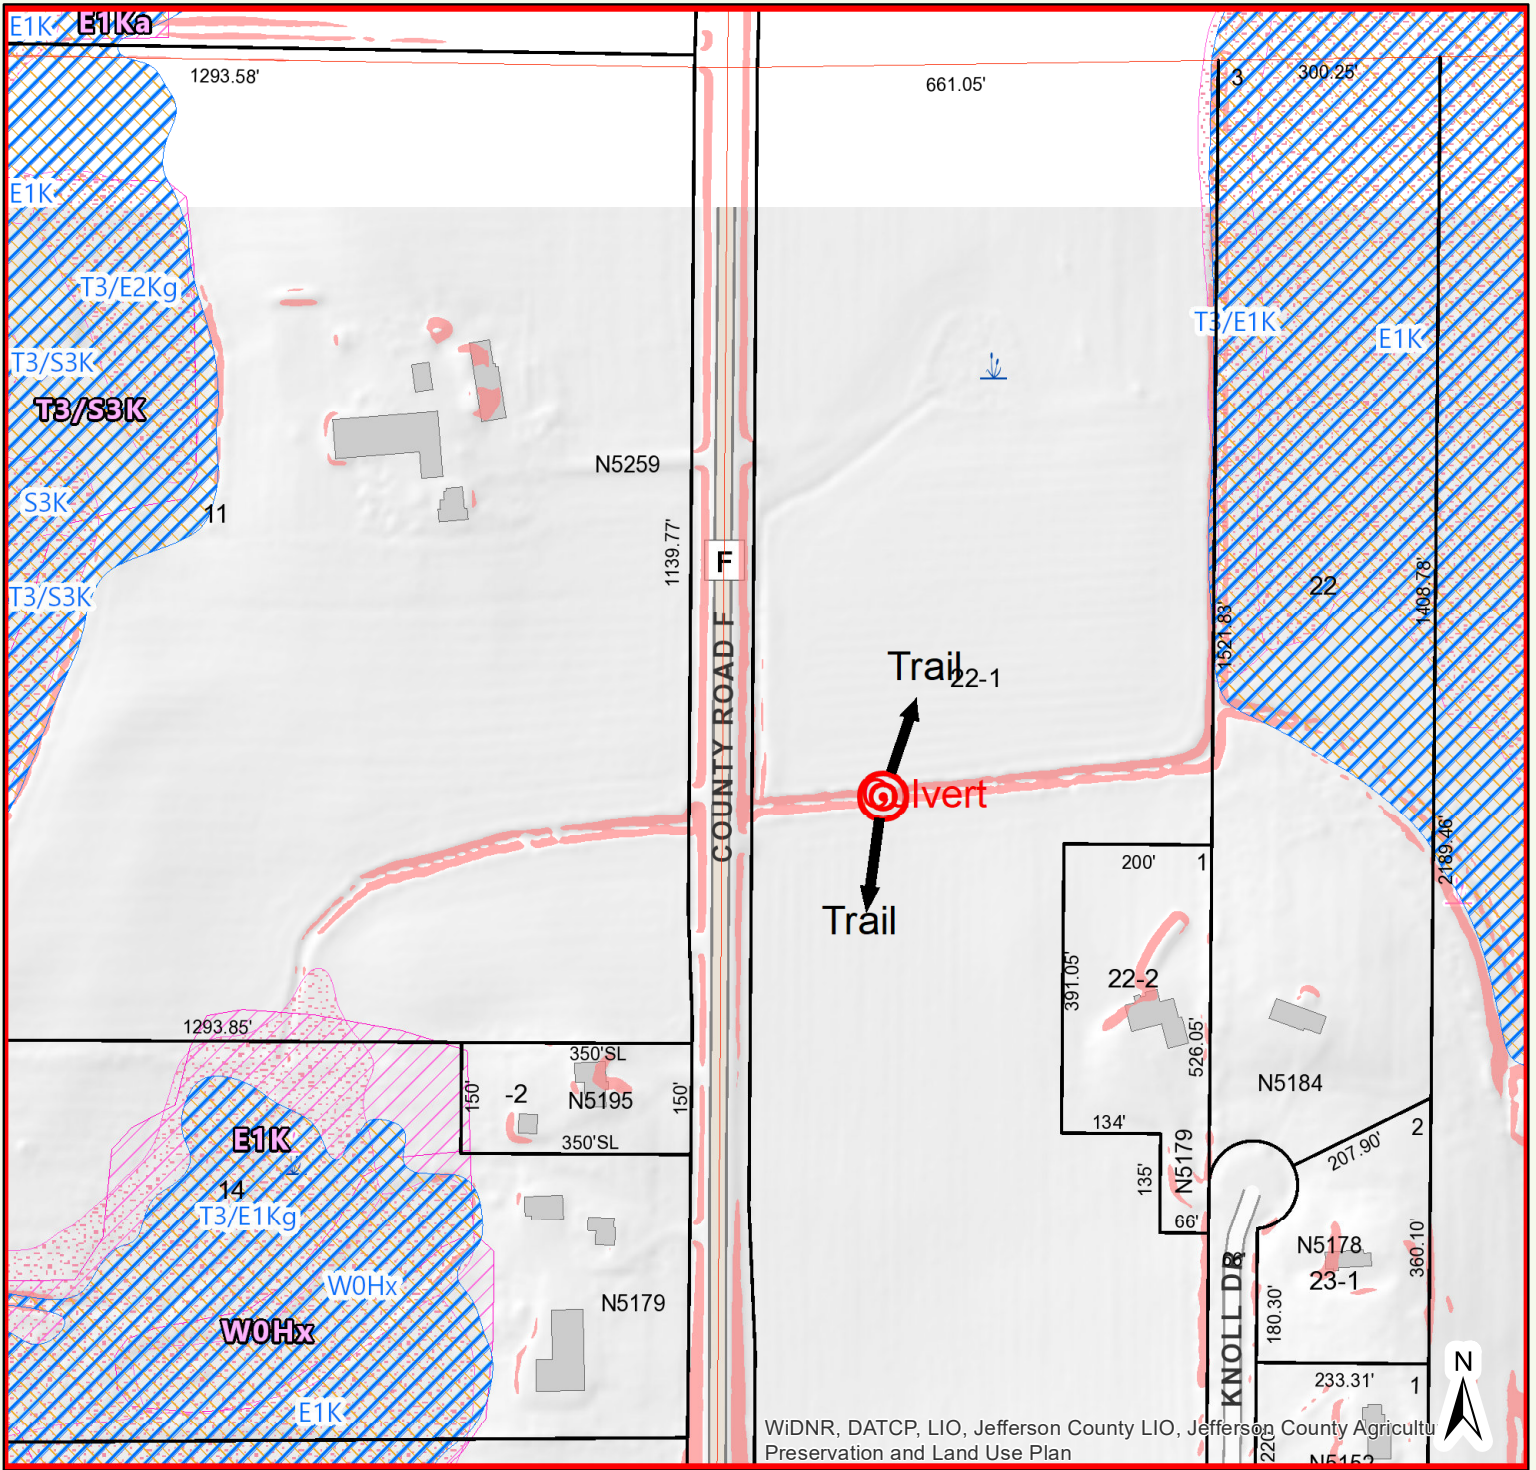 E1K
E1Ka
1293.58'
661.05'
3
300.25'
E1K
T3/E2Kg
T3/E1K
E1K
T3/S3K
T3/S3K
N5259
S3K
11
1139.77'
F
T3/S3K
22
1408.78'
1521.83'
COUNTY ROAD F
Trail
22-1
lvert
2189.46'
200'
1
Trail
391.05'
22-2
526.05'
1293.85'
350'SL
N5184
150'
-2
N5195
150'
134'
2
E1K
350'SL
207.90'
N5179
135'
14
T3/E1Kg
66'
N5178
360.10'
W0Hx
23-1
N5179
180.30'
W0Hx
KNOLL DR
N
233.31'
1
E1K
WiDNR, DATCP, LIO, Jefferson County LIO, Jefferson County Agricultu
Preservation and Land Use Plan
220
N5152